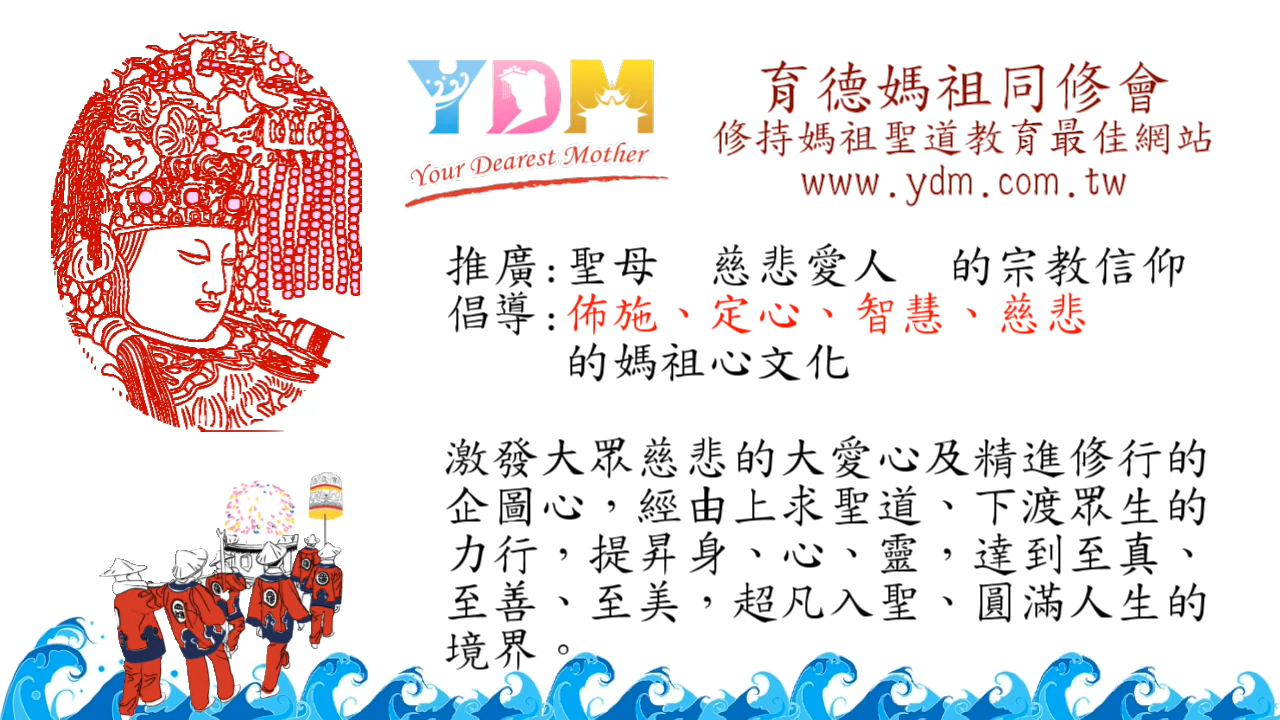 YDM
Your Dearest Mother
育德媽祖同修會
修持媽祖聖道教育最佳網站
www.ydm.com.tw
推廣:聖母　慈悲愛人　的宗教信仰
倡導:佈施、定心、智慧、慈悲
的媽祖心文化
激發大眾慈悲的大愛心及精進修行的
企圖心，經由上求聖道、下渡眾生的
力行，提昇身、心、靈，達到至真、
至善、至美，超凡入聖、圓滿人生的
境界。